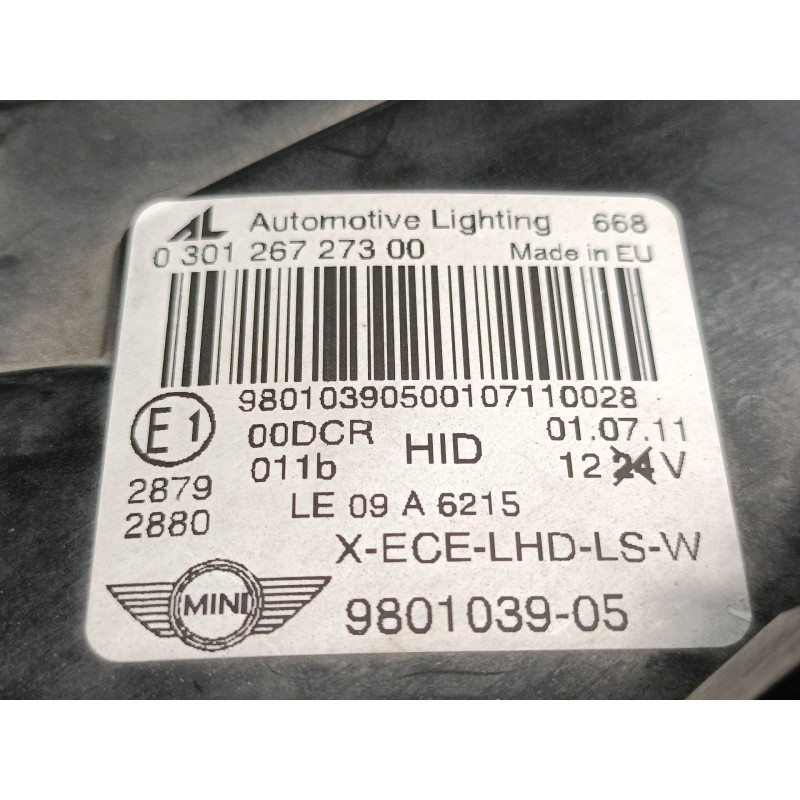 AL Automotive Lighting 668
0 301 267 273 00 Made in EU
98010390500107110028
E1 00DCR HID 01.07.11
011b 12 24 V
2879 LE 09 A 6215
2880
X-ECE-LHD-LS-W
MINI 9801039-05